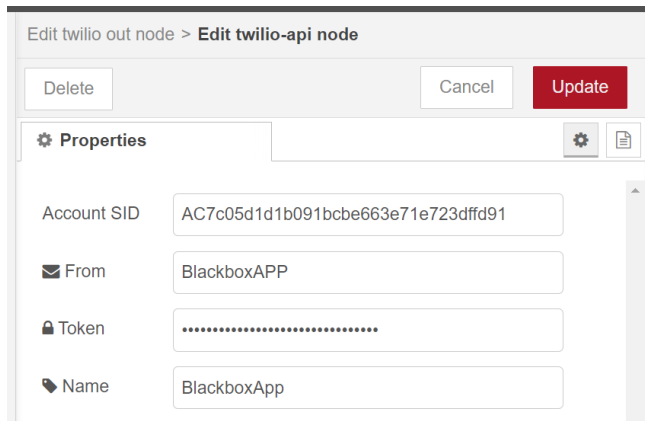 Edit twilio out node > Edit twilio-api node
Delete Cancel Update
Properties
Account SID AC7c05d1d1b091bcbe663e71e723dffd91
From BlackboxAPP
Token ••••••••••••••••••••••••••••••••
Name BlackboxApp